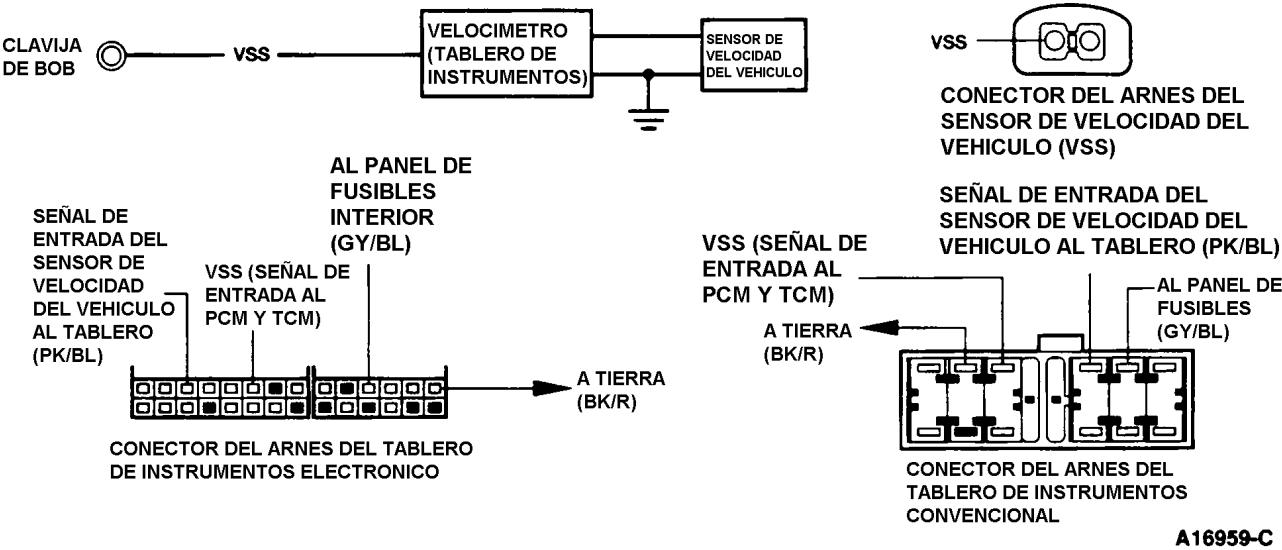 CLAVIJA
DE BOB
VSS
VELOCIMETRO
(TABLERO DE
INSTRUMENTOS)
SENSOR DE
VELOCIDAD
DEL VEHICULO
VSS
CONECTOR DEL ARNES DEL
SENSOR DE VELOCIDAD DEL
VEHICULO (VSS)
SEÑAL DE
ENTRADA DEL
SENSOR DE
VELOCIDAD
DEL VEHICULO
AL TABLERO
(PK/BL)
VSS (SEÑAL DE
ENTRADA AL
PCM Y TCM)
AL PANEL DE
FUSIBLES
INTERIOR
(GY/BL)
A TIERRA
(BK/R)
CONECTOR DEL ARNES DEL TABLERO
DE INSTRUMENTOS ELECTRONICO
VSS (SEÑAL DE
ENTRADA AL
PCM Y TCM)
A TIERRA
(BK/R)
SEÑAL DE ENTRADA DEL
SENSOR DE VELOCIDAD DEL
VEHICULO AL TABLERO (PK/BL)
AL PANEL DE
FUSIBLES
(GY/BL)
CONECTOR DEL ARNES DEL
TABLERO DE INSTRUMENTOS
CONVENCIONAL
A16959-C